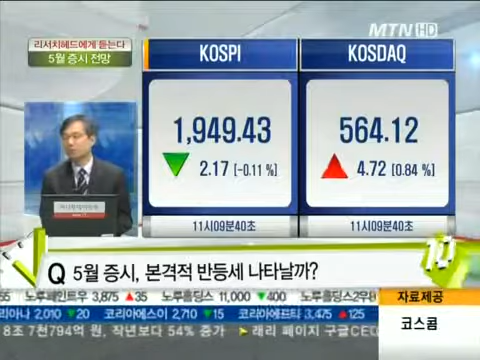 리서치헤드에게 듣는다
5월 증시 전망
MTN HD
KOSPI
1,949.43
▼ 2.17 [-0.11 %]
11시09분40초
KOSDAQ
564.12
▲ 4.72 [0.84 %]
11시09분40초
Q 5월 증시, 본격적 반등세 나타날까?
55 노루페인트우 3,875 ▲35 노루홀딩스 11,000 ▼400 노루홀딩스2우
코리아나 2,010 ▼20 코리아에스이 2,710 ▼15 코리아써키트 3,475 ▲125
8조 7천794억 원, 작년보다 54% 증가 ▶ 래리 페이지 구글CEO
자료제공
코스콤